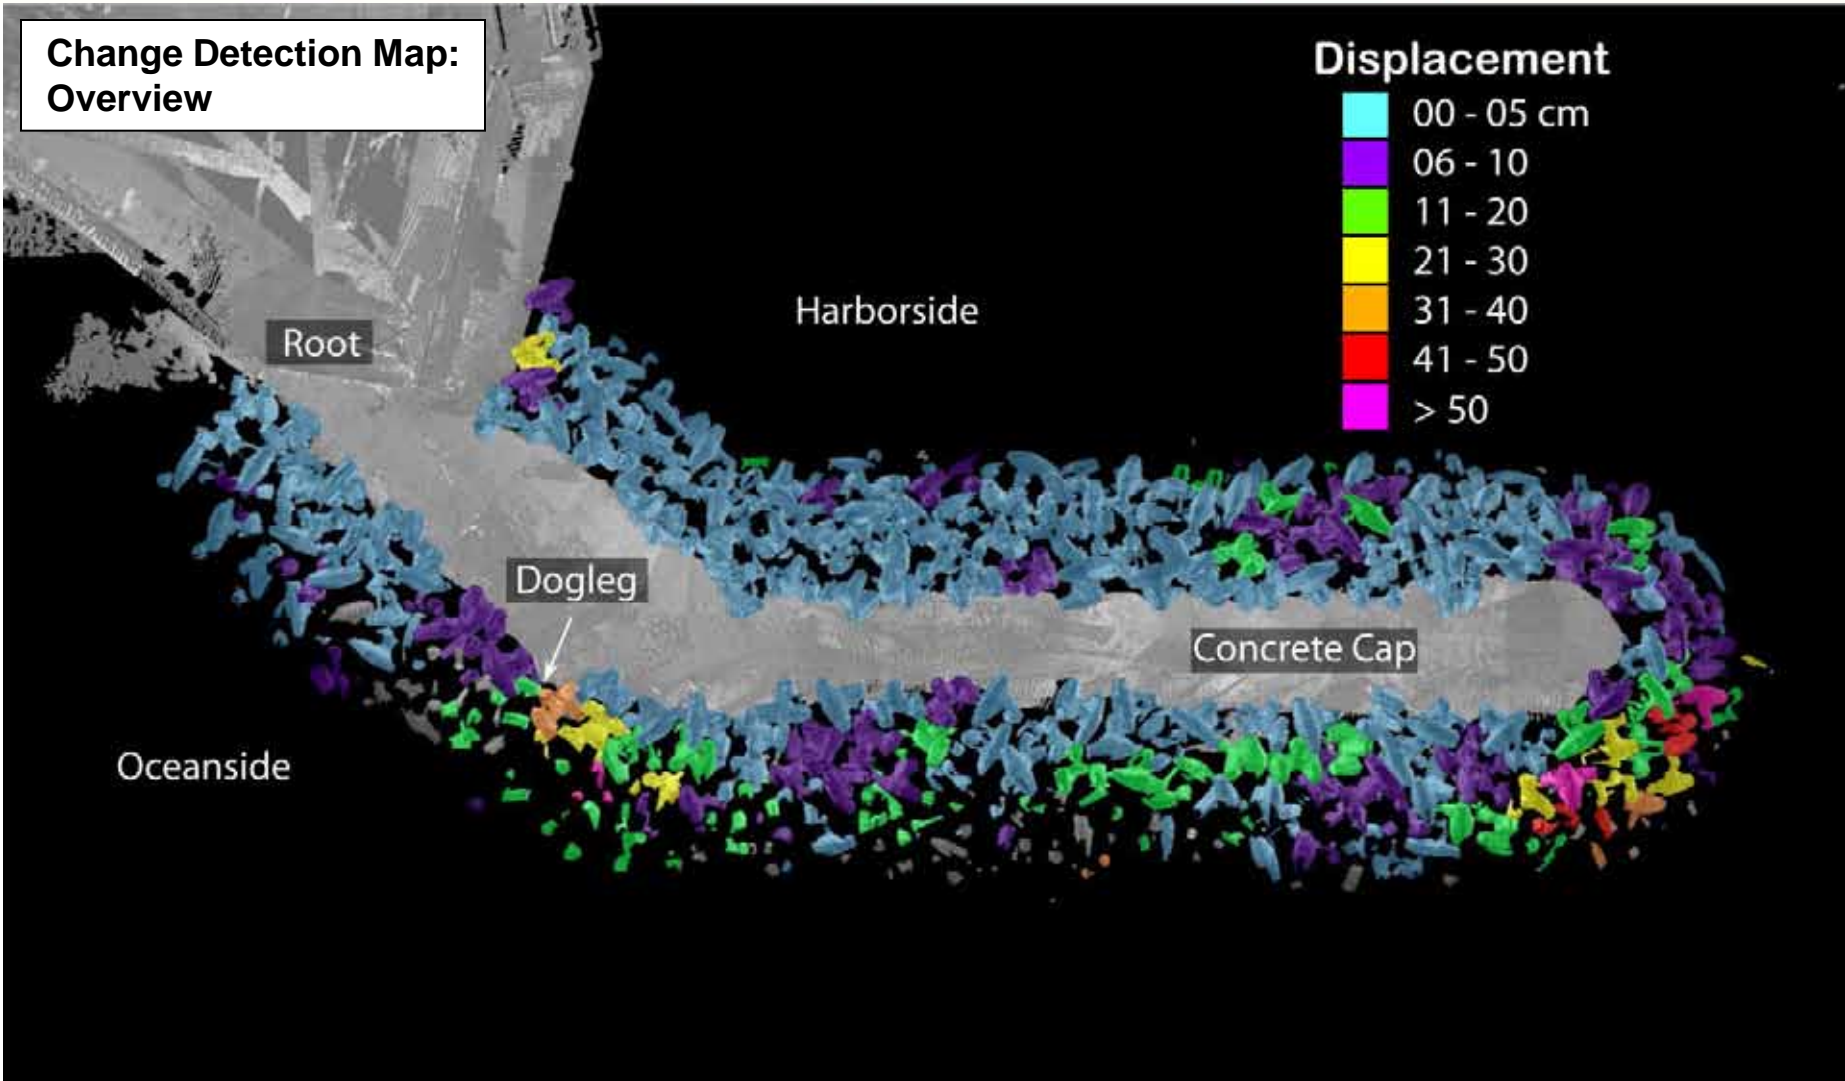 Change Detection Map:
Overview
Displacement
00 - 05 cm
06 - 10
11 - 20
21 - 30
31 - 40
41 - 50
> 50
Harborside
Root
Dogleg
Concrete Cap
Oceanside